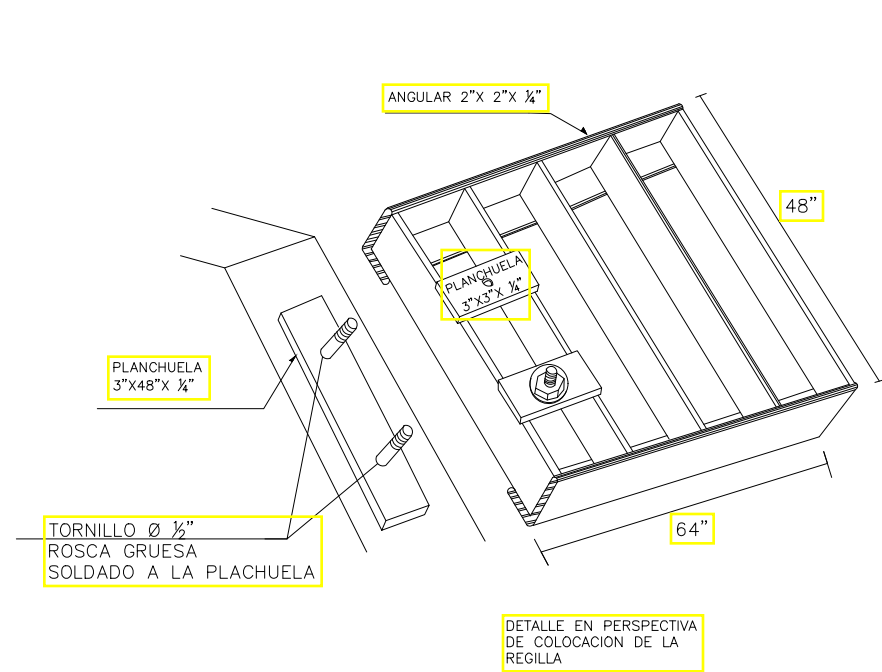 ANGULAR 2"X 2"X ¼"
48"
PLANCHUELA
3"X3"X ¼"
PLANCHUELA
3"X48"X ¼"
TORNILLO Ø ½"
ROSCA GRUESA
SOLDADO A LA PLACHUELA
64"
DETALLE EN PERSPECTIVA
DE COLOCACION DE LA
REGILLA